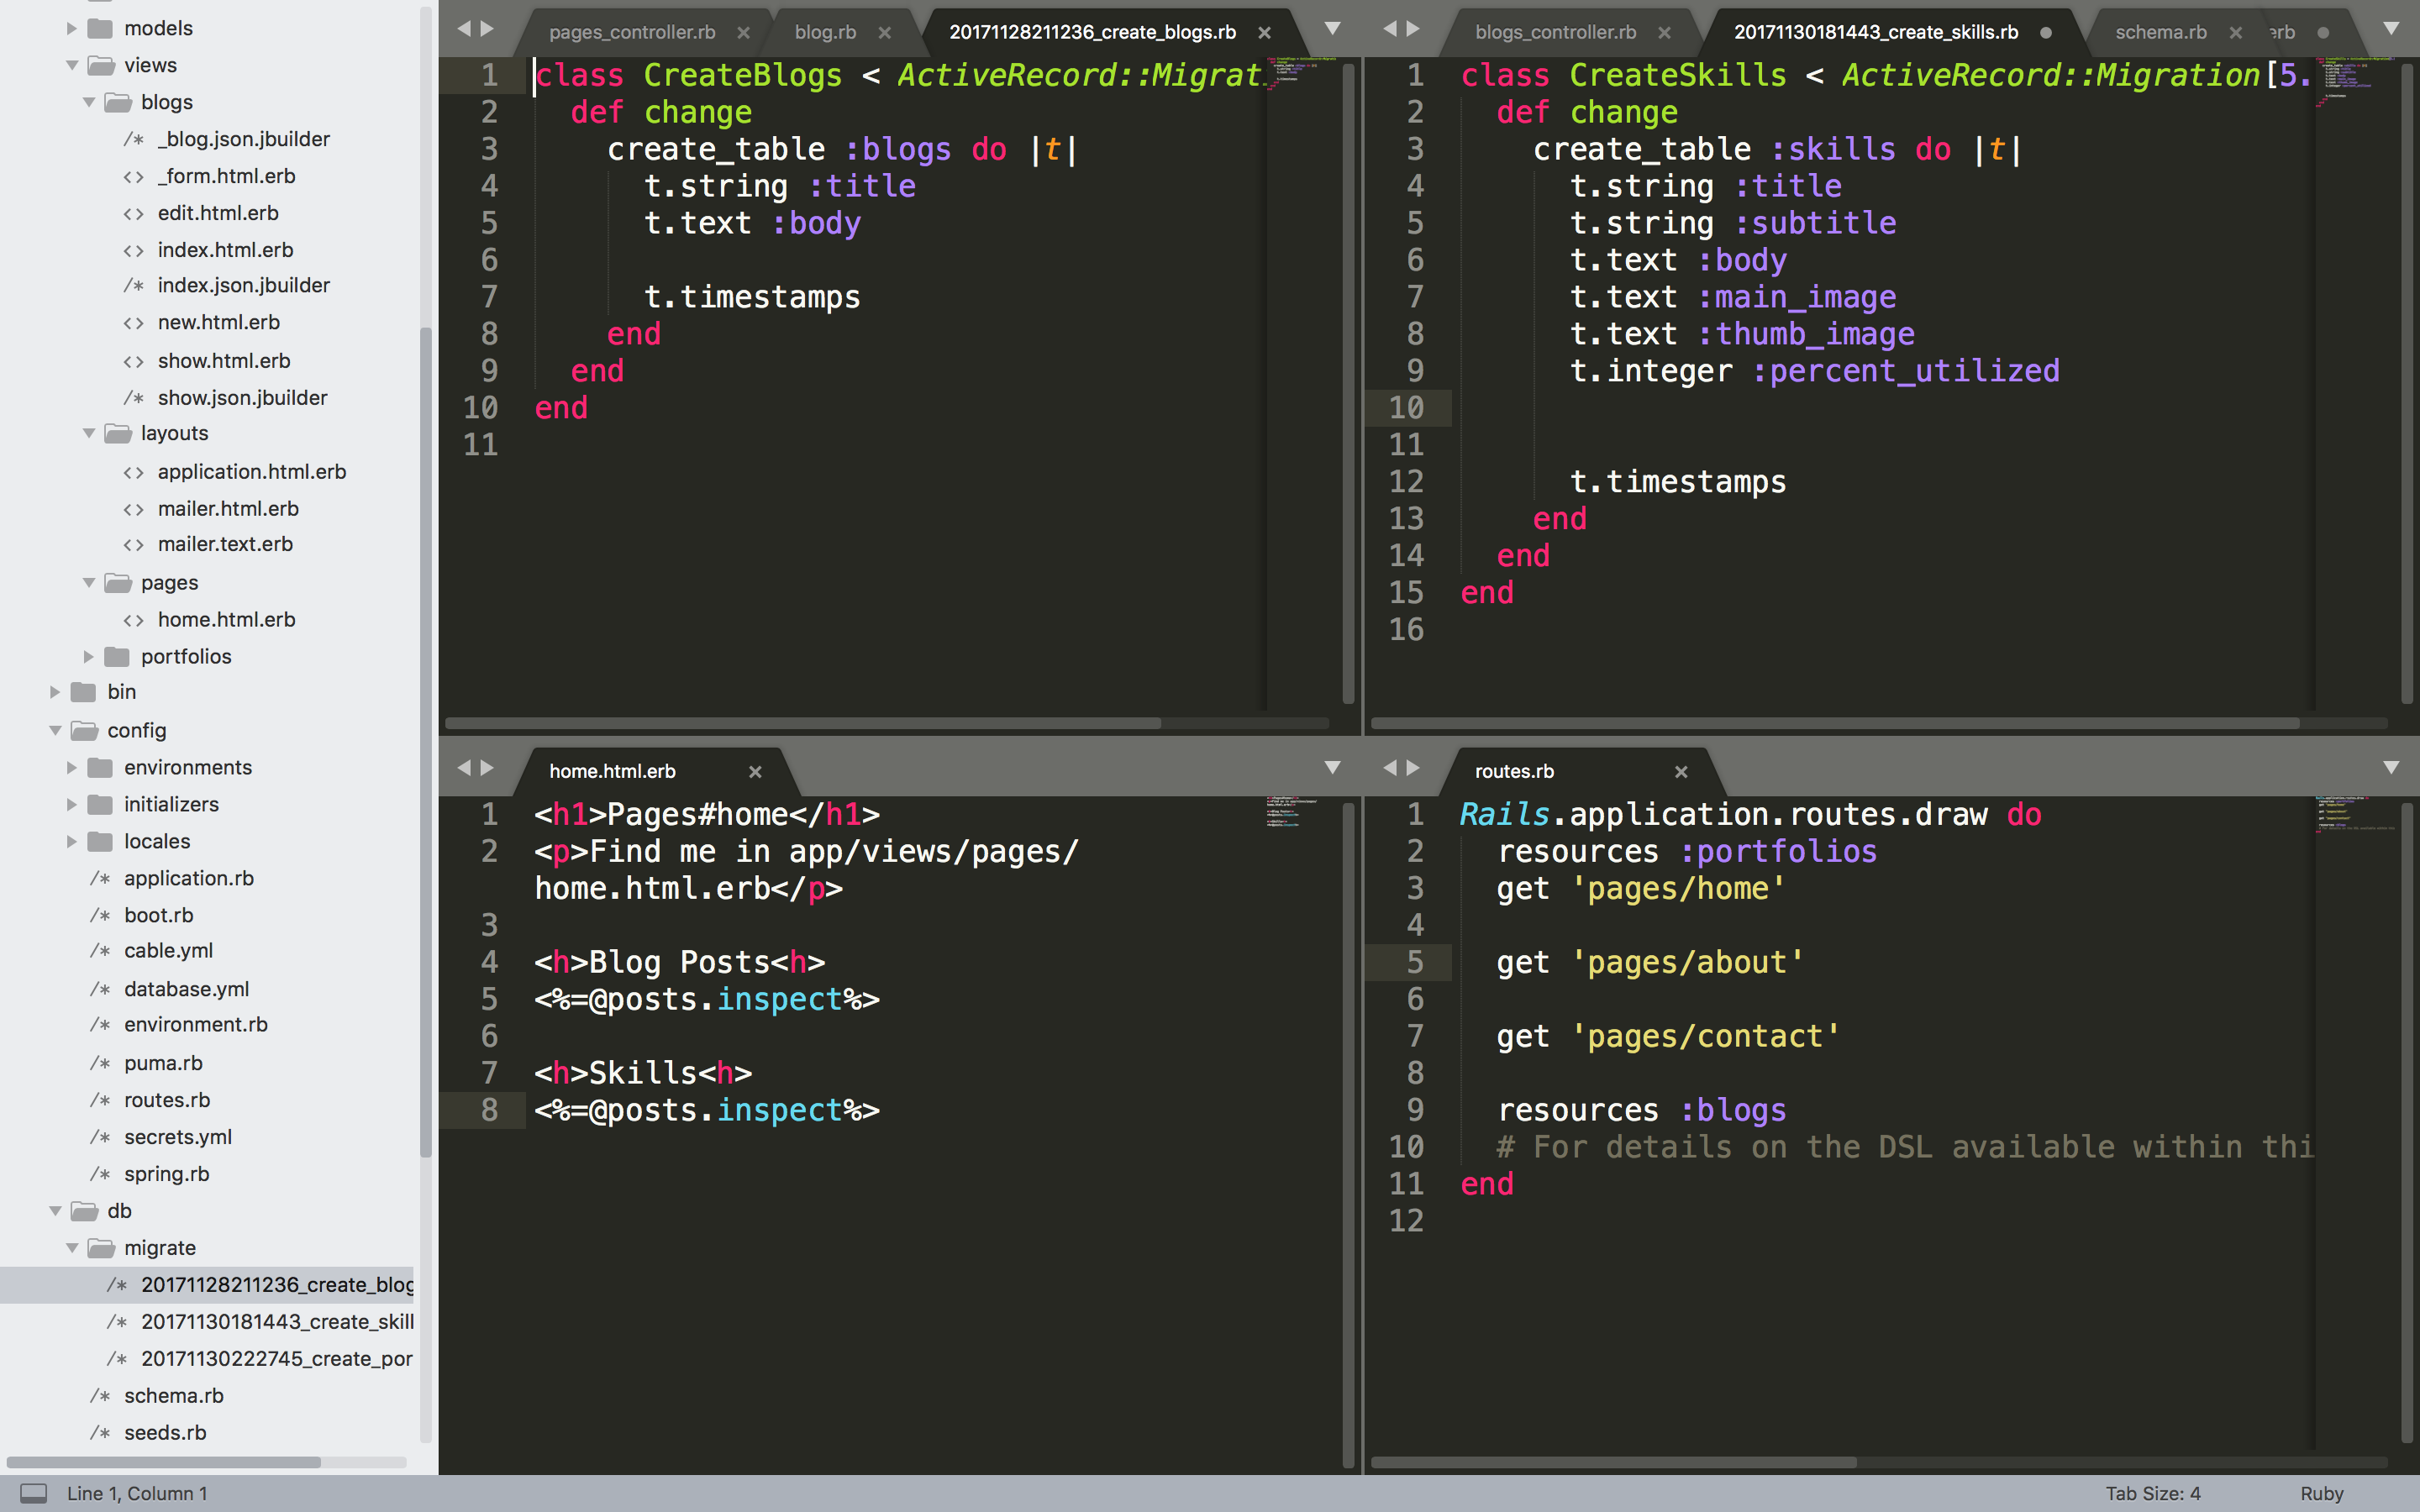 models
views
blogs
_blog.json.jbuilder
_form.html.erb
edit.html.erb
index.html.erb
index.json.jbuilder
new.html.erb
show.html.erb
show.json.jbuilder
layouts
application.html.erb
mailer.html.erb
mailer.text.erb
pages
home.html.erb
portfolios
bin
config
environments
initializers
locales
application.rb
boot.rb
cable.yml
database.yml
environment.rb
puma.rb
routes.rb
secrets.yml
spring.rb
db
migrate
20171128211236_create_blog
20171130181443_create_skill
20171130222745_create_por
schema.rb
seeds.rb
pages_controller.rb × blog.rb × 20171128211236_create_blogs.rb ×
1 class CreateBlogs < ActiveRecord::Migrat
2 def change
3 create_table :blogs do |t|
4 t.string :title
5 t.text :body
6
7 t.timestamps
8 end
9 end
10 end
11
blogs_controller.rb × 20171130181443_create_skills.rb schema.rb × erb
1 class CreateSkills < ActiveRecord::Migration[5.
2 def change
3 create_table :skills do |t|
4 t.string :title
5 t.string :subtitle
6 t.text :body
7 t.text :main_image
8 t.text :thumb_image
9 t.integer :percent_utilized
10
11
12 t.timestamps
13 end
14 end
15 end
16
home.html.erb ×
1 <h1>Pages#home</h1>
2 <p>Find me in app/views/pages/
home.html.erb</p>
3
4 <h>Blog Posts<h>
5 <%=@posts.inspect%>
6
7 <h>Skills<h>
8 <%=@posts.inspect%>
routes.rb ×
1 Rails.application.routes.draw do
2 resources :portfolios
3 get 'pages/home'
4
5 get 'pages/about'
6
7 get 'pages/contact'
8
9 resources :blogs
10 # For details on the DSL available within thi
11 end
12
Line 1, Column 1
Tab Size: 4
Ruby